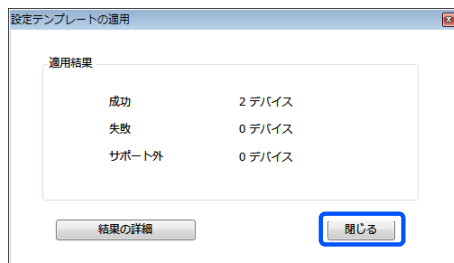 設定テンプレートの適用
適用結果
成功 2 デバイス
失敗 0 デバイス
サポート外 0 デバイス
結果の詳細 閉じる